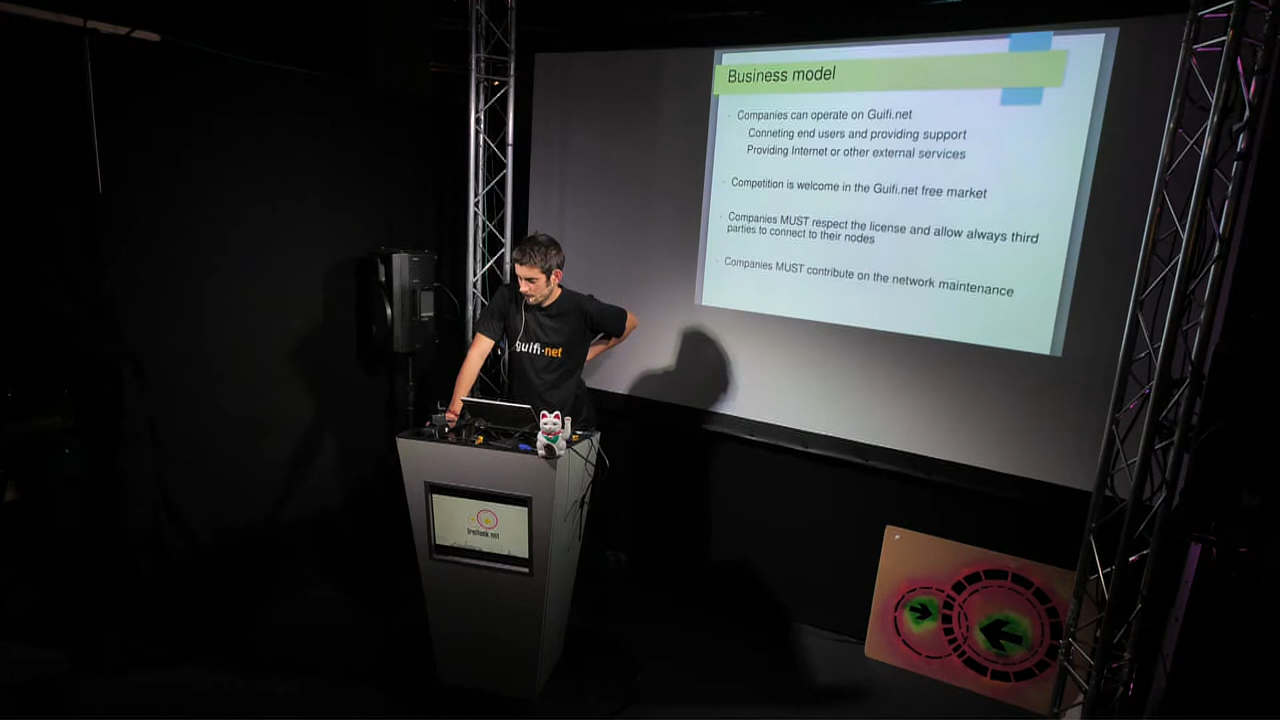 Business model
Companies can operate on Guifi.net
Conneting end users and providing support
Providing Internet or other external services
Competition is welcome in the Guifi.net free market
Companies MUST respect the license and allow always third
parties to connect to their nodes
Companies MUST contribute on the network maintenance
guifi·net
freifunk.net